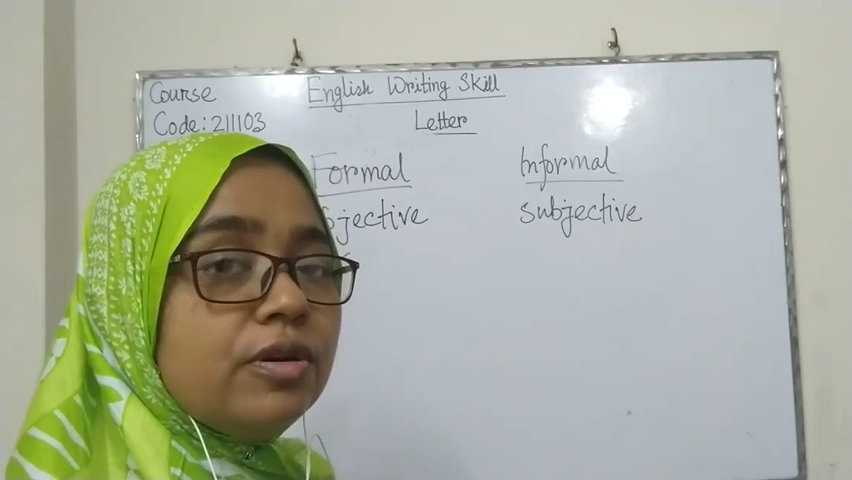 Course
Code: 211103
English Writing Skill
Letter
Formal
Informal
subjective